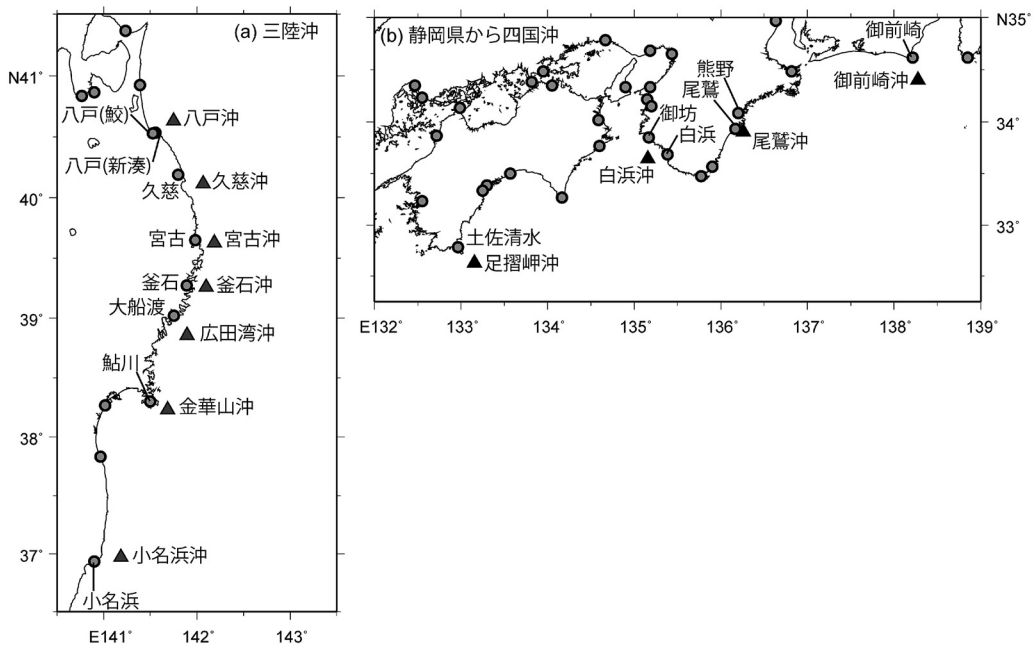 (a) 三陸沖
N41°
八戸(鮫)
八戸沖
八戸(新湊)
久慈
久慈沖
40°
宮古
宮古沖
釜石
釜石沖
大船渡
39°
広田湾沖
鮎川
金華山沖
38°
37°
小名浜沖
小名浜
E141°
142°
143°
(b) 静岡県から四国沖
N35°
御前崎
御前崎沖
熊野
尾鷲
尾鷲沖
御坊
白浜
白浜沖
34°
33°
土佐清水
足摺岬沖
E132°
133°
134°
135°
136°
137°
138°
139°